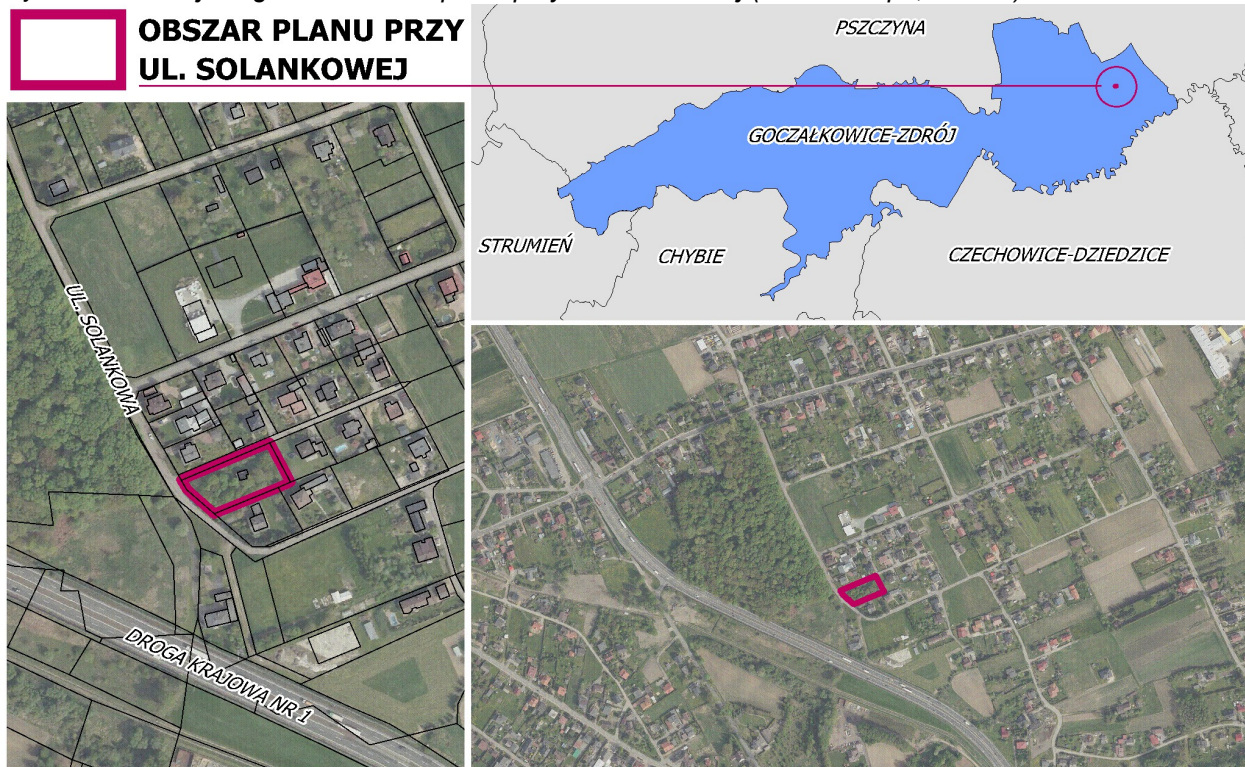 OBSZAR PLANU PRZY
UL. SOLANKOWEJ
PSZCZYNA
GOCZAŁKOWICE-ZDRÓJ
STRUMIEŃ
CHYBIE
CZECHOWICE-DZIEDZICE
UL. SOLANKOWA
DROGA KRAJOWA NR 1